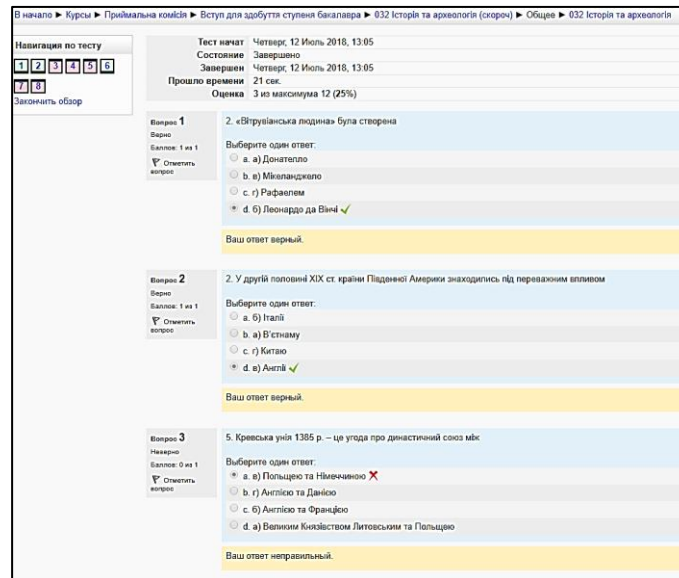 В начало ► Курсы ► Приймальна комісія ► Вступ для здобуття ступеня бакалавра ► 032 Історія та археологія (скороч) ► Общее ► 032 Історія та археологія
Навигация по тесту
1 2 3 4 5 6
7 8
Закончить обзор
Тест начат Четверг, 12 Июль 2018, 13:05
Состояние Завершено
Завершен Четверг, 12 Июль 2018, 13:05
Прошло времени 21 сек.
Оценка 3 из максимума 12 (25%)
Вопрос 1
Верно
Баллов: 1 из 1
Отметить вопрос
2. «Вітрувіанська людина» була створена
Выберите один ответ:
a. а) Донателло
b. в) Мікеланджело
c. г) Рафаелем
d. б) Леонардо да Вінчі
Ваш ответ верный.
Вопрос 2
Верно
Баллов: 1 из 1
Отметить вопрос
2. У другій половині XIX ст. країни Південної Америки знаходились під переважним впливом
Выберите один ответ:
a. б) Італії
b. а) В'єтнаму
c. г) Китаю
d. в) Англії
Ваш ответ верный.
Вопрос 3
Неверно
Баллов: 0 из 1
Отметить вопрос
5. Кревська унія 1385 р. – це угода про династичний союз між
Выберите один ответ:
a. в) Польщею та Німеччиною
b. г) Англією та Данією
c. б) Англією та Францією
d. а) Великим Князівством Литовським та Польщею
Ваш ответ неправильный.